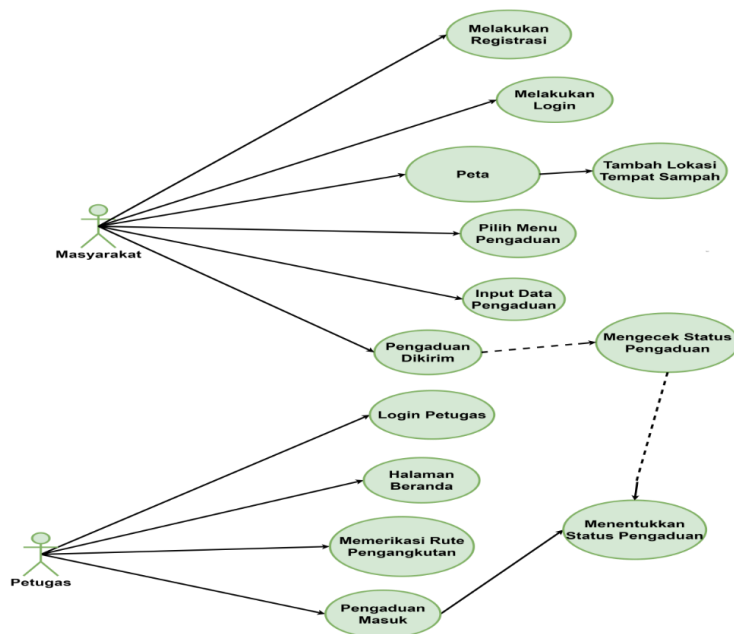 Melakukan
Registrasi
Melakukan
Login
Peta
Tambah Lokasi
Tempat Sampah
Masyarakat
Pilih Menu
Pengaduan
Input Data
Pengaduan
Pengaduan
Dikirim
Mengecek Status
Pengaduan
Login Petugas
Halaman
Beranda
Memerikasi Rute
Pengangkutan
Menentukkan
Status Pengaduan
Petugas
Pengaduan
Masuk